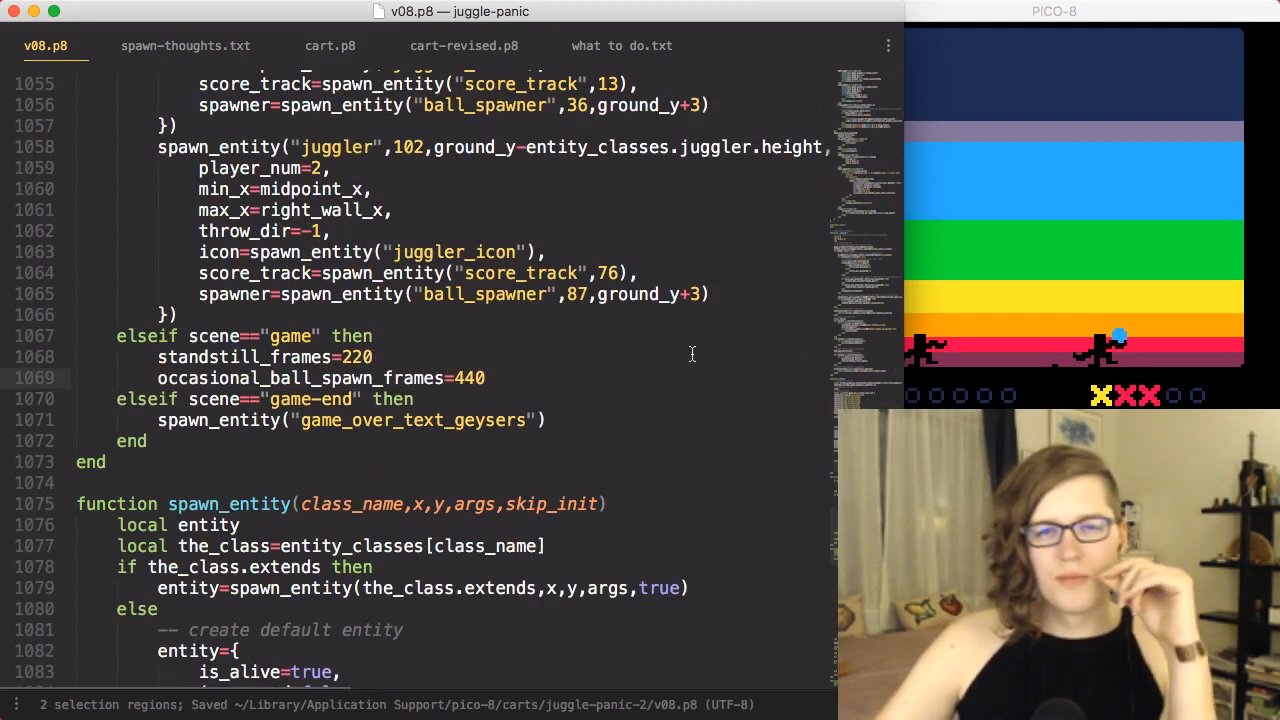 v08.p8 — juggle-panic
PICO-8
v08.p8 spawn-thoughts.txt cart.p8 cart-revised.p8 what to do.txt
1055 score_track=spawn_entity("score_track",13),
1056 spawner=spawn_entity("ball_spawner",36,ground_y+3)
1057 })
1058 spawn_entity("juggler",102,ground_y-entity_classes.juggler.height,
1059 player_num=2,
1060 min_x=midpoint_x,
1061 max_x=right_wall_x,
1062 throw_dir=-1,
1063 icon=spawn_entity("juggler_icon"),
1064 score_track=spawn_entity("score_track",76),
1065 spawner=spawn_entity("ball_spawner",87,ground_y+3)
1066 })
1067 elseif scene=="game" then
1068 standstill_frames=220
1069 occasional_ball_spawn_frames=440
1070 elseif scene=="game-end" then
1071 spawn_entity("game_over_text_geysers")
1072 end
1073 end
1074
1075 function spawn_entity(class_name,x,y,args,skip_init)
1076 local entity
1077 local the_class=entity_classes[class_name]
1078 if the_class.extends then
1079 entity=spawn_entity(the_class.extends,x,y,args,true)
1080 else
1081 -- create default entity
1082 entity={
1083 is_alive=true,
2 selection regions; Saved ~/Library/Application Support/pico-8/carts/juggle-panic-2/v08.p8 (UTF-8)